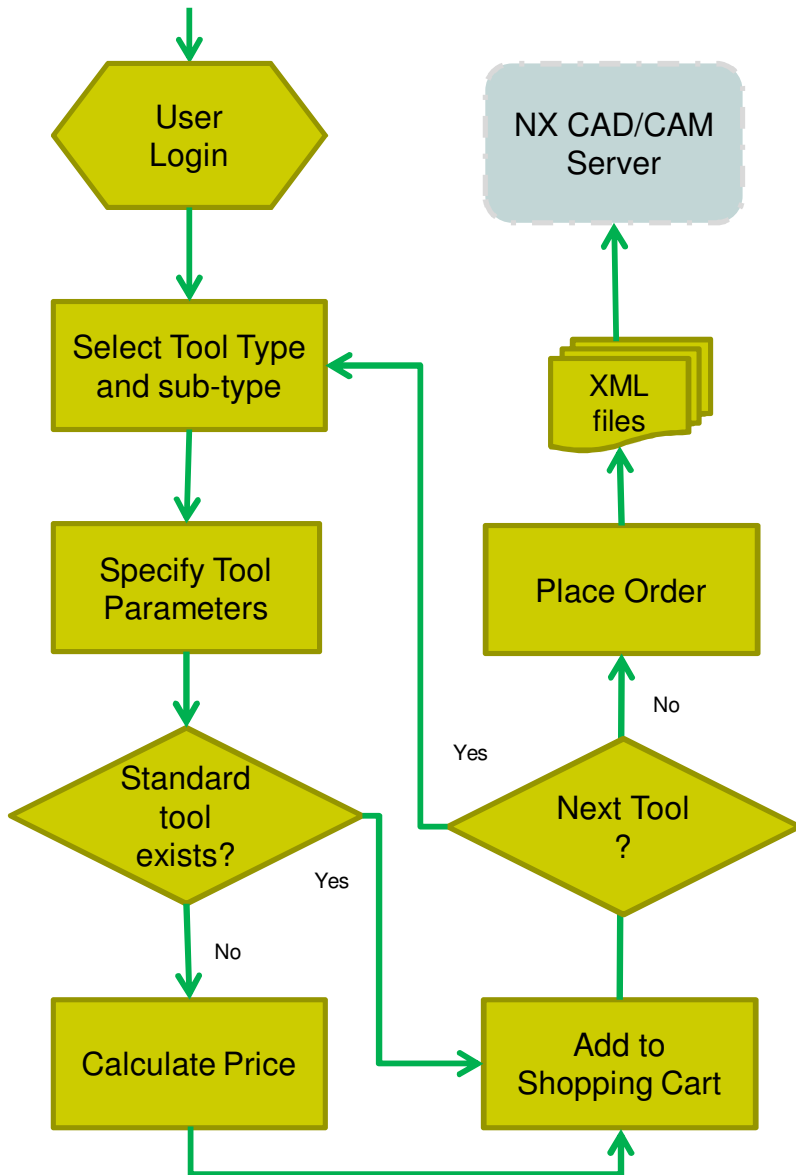 User
Login
Select Tool Type
and sub-type
Specify Tool
Parameters
Standard
tool
exists?
Yes
No
Calculate Price
Add to
Shopping Cart
Next Tool
?
Yes
No
Place Order
XML
files
NX CAD/CAM
Server